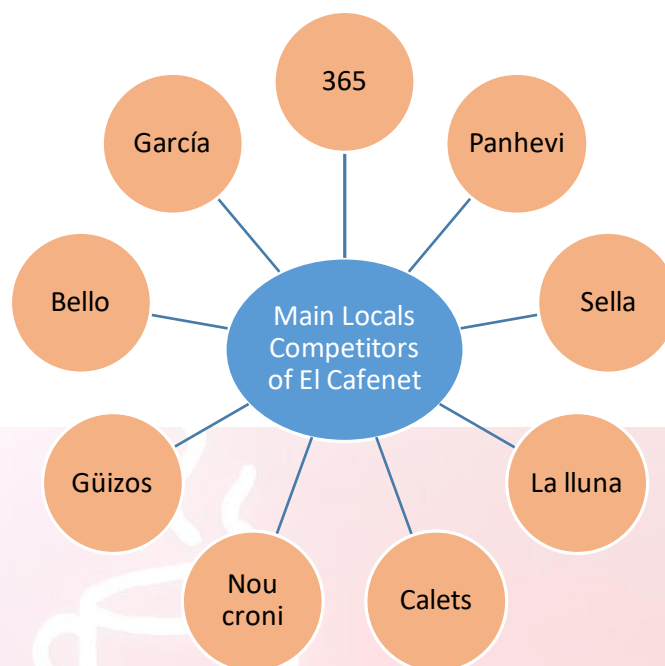 365
García
Panhevi
Bello
Main Locals
Competitors
of El Cafenet
Sella
Güizos
La lluna
Nou
croni
Calets